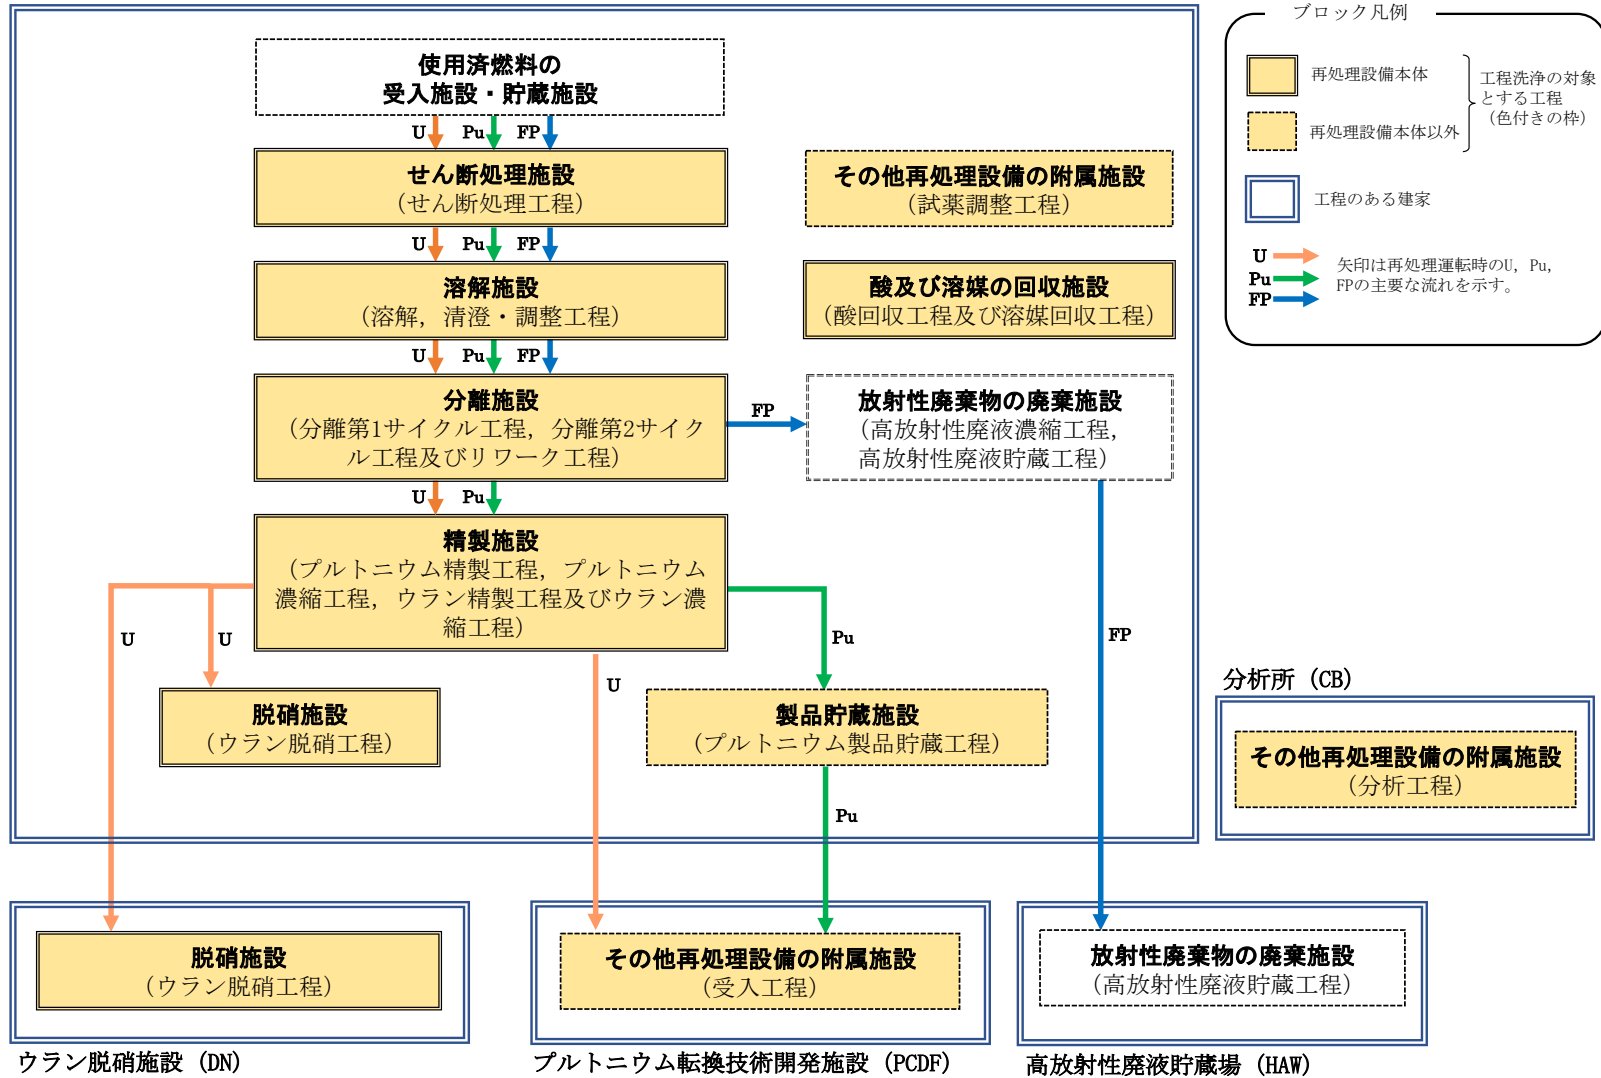 使用済燃料の
受入施設・貯蔵施設
U Pu FP
せん断処理施設
（せん断処理工程）
U Pu FP
溶解施設
（溶解，清澄・調整工程）
U Pu FP
分離施設
（分離第1サイクル工程，分離第2サイク
ル工程及びリワーク工程）
FP
U Pu
精製施設
（プルトニウム精製工程，プルトニウム
濃縮工程，ウラン精製工程及びウラン濃
縮工程）
その他再処理設備の附属施設
（試薬調整工程）
酸及び溶媒の回収施設
（酸回収工程及び溶媒回収工程）
放射性廃棄物の廃棄施設
（高放射性廃液濃縮工程，
高放射性廃液貯蔵工程）
U
U
U
Pu
FP
脱硝施設
（ウラン脱硝工程）
製品貯蔵施設
（プルトニウム製品貯蔵工程）
Pu
脱硝施設
（ウラン脱硝工程）
ウラン脱硝施設（DN）
その他再処理設備の附属施設
（受入工程）
プルトニウム転換技術開発施設（PCDF）
放射性廃棄物の廃棄施設
（高放射性廃液貯蔵工程）
高放射性廃液貯蔵場（HAW）
分析所（CB）
その他再処理設備の附属施設
（分析工程）
ブロック凡例
再処理設備本体
再処理設備本体以外
工程洗浄の対象
とする工程
（色付きの枠）
工程のある建家
U
Pu
FP
矢印は再処理運転時のU，Pu，
FPの主要な流れを示す。